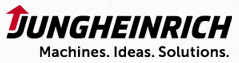 JUNGHEINRICH
Machines. Ideas. Solutions.